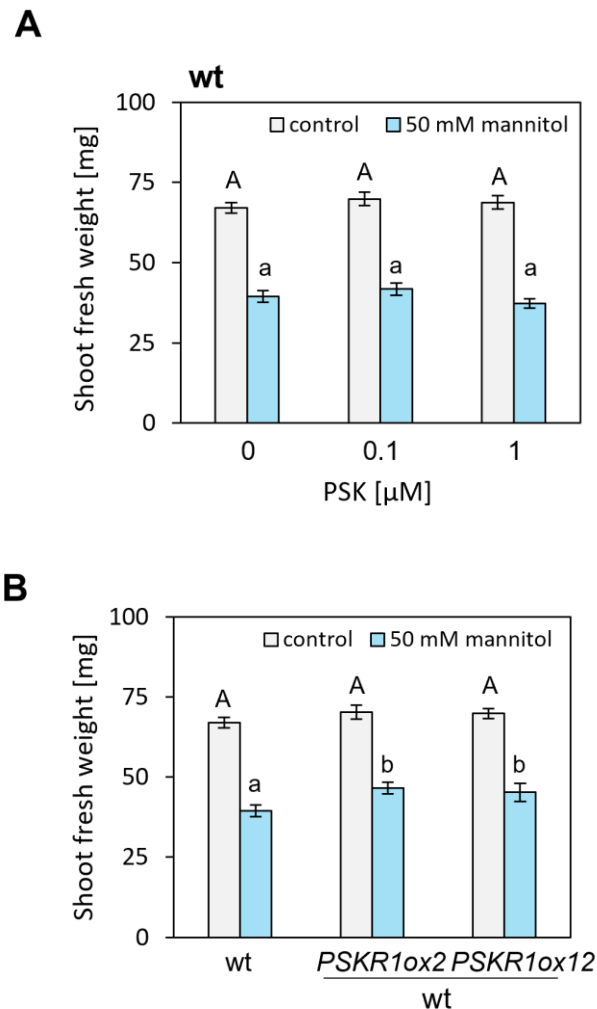 A
wt
100
control 50 mM mannitol
75
50
25
0
Shoot fresh weight [mg]
A A A
a a a
0 0.1 1
PSK [µM]
B
100
control 50 mM mannitol
75
50
25
0
Shoot fresh weight [mg]
A A A
a b b
wt PSKR1ox2 PSKR1ox12
wt